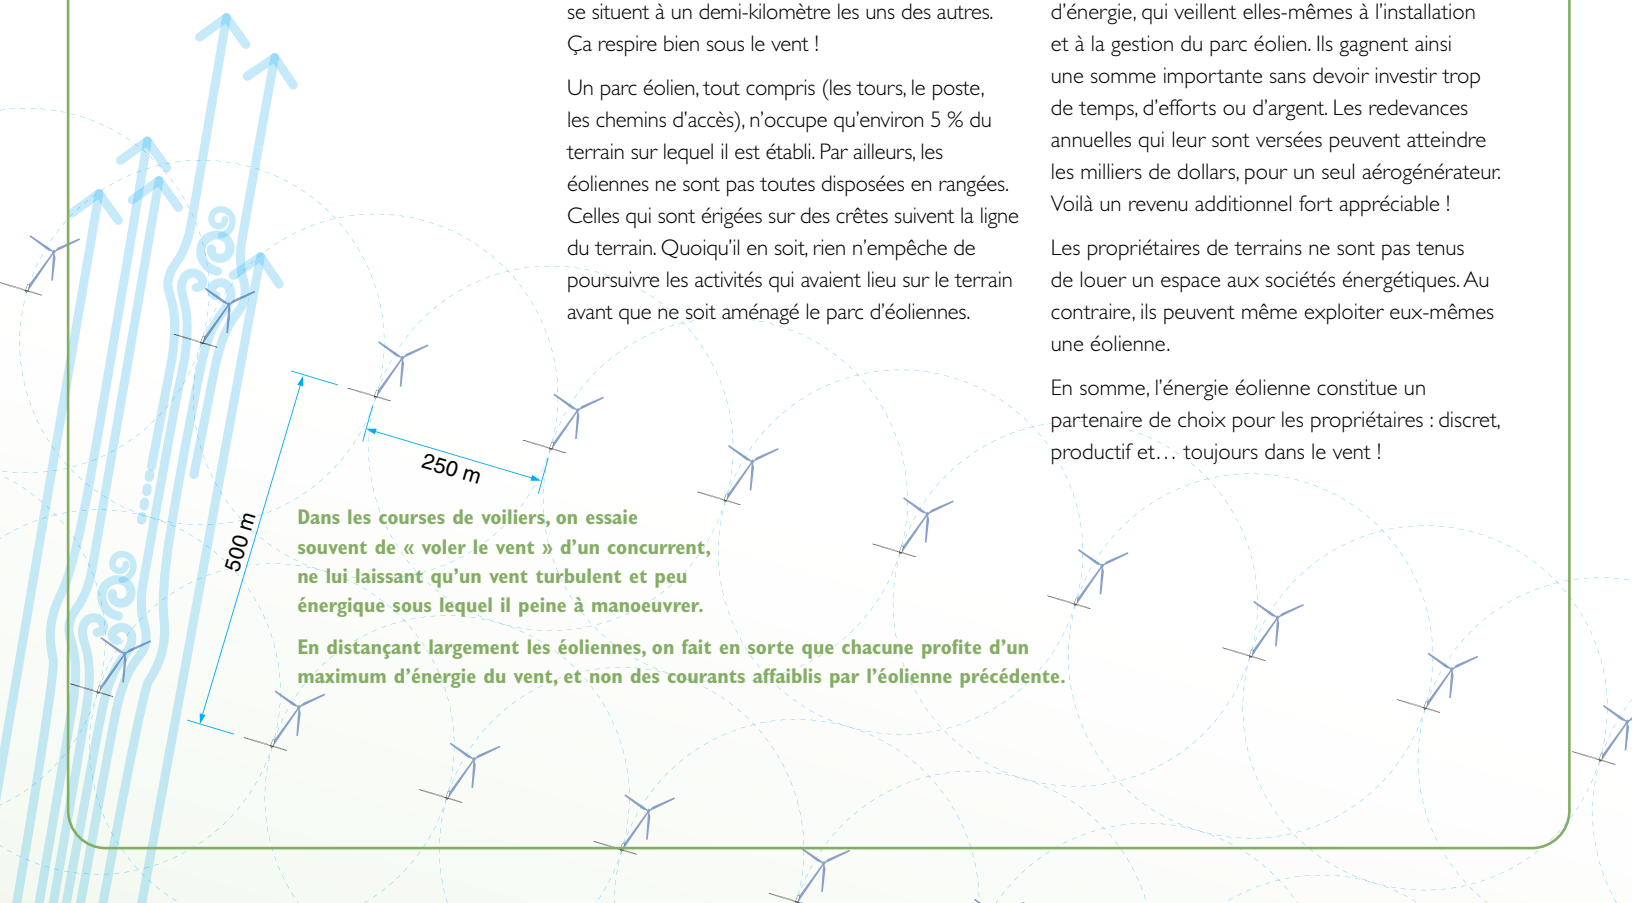 se situent à un demi-kilomètre les uns des autres.
Ça respire bien sous le vent !
Un parc éolien, tout compris (les tours, le poste,
les chemins d’accès), n’occupe qu’environ 5 % du
terrain sur lequel il est établi. Par ailleurs, les
éoliennes ne sont pas toutes disposées en rangées.
Celles qui sont érigées sur des crêtes suivent la ligne
du terrain. Quoiqu’il en soit, rien n’empêche de
poursuivre les activités qui avaient lieu sur le terrain
avant que ne soit aménagé le parc d’éoliennes.
d’énergie, qui veillent elles-mêmes à l’installation
et à la gestion du parc éolien. Ils gagnent ainsi
une somme importante sans devoir investir trop
de temps, d’efforts ou d’argent. Les redevances
annuelles qui leur sont versées peuvent atteindre
les milliers de dollars, pour un seul aérogénérateur.
Voilà un revenu additionnel fort appréciable !
Les propriétaires de terrains ne sont pas tenus
de louer un espace aux sociétés énergétiques. Au
contraire, ils peuvent même exploiter eux-mêmes
une éolienne.
En somme, l’énergie éolienne constitue un
partenaire de choix pour les propriétaires : discret,
productif et… toujours dans le vent !
250 m
500 m
Dans les courses de voiliers, on essaie
souvent de « voler le vent » d’un concurrent,
ne lui laissant qu’un vent turbulent et peu
énergique sous lequel il peine à manoeuvrer.
En distançant largement les éoliennes, on fait en sorte que chacune profite d’un
maximum d’énergie du vent, et non des courants affaiblis par l’éolienne précédente.